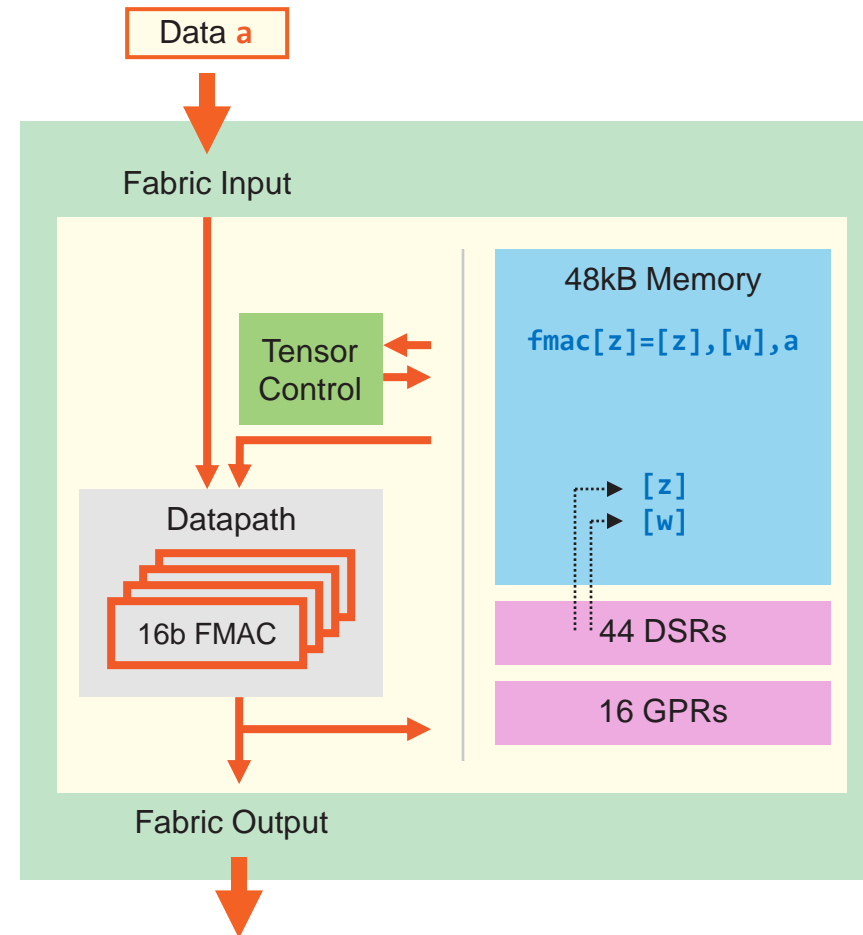 Data a
Fabric Input
48kB Memory
fmac[z]=[z],[w],a
Tensor
Control
[z]
[w]
Datapath
16b FMAC
44 DSRs
16 GPRs
Fabric Output